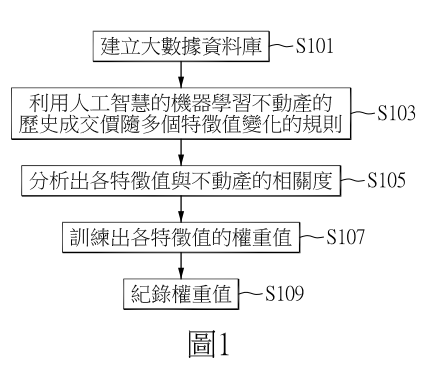 建立大數據資料庫 S101
利用人工智慧的機器學習不動產的 S103
歷史成交價隨多個特徵值變化的規則
分析出各特徵值與不動產的相關度 S105
訓練出各特徵值的權重值 S107
紀錄權重值 S109
圖1